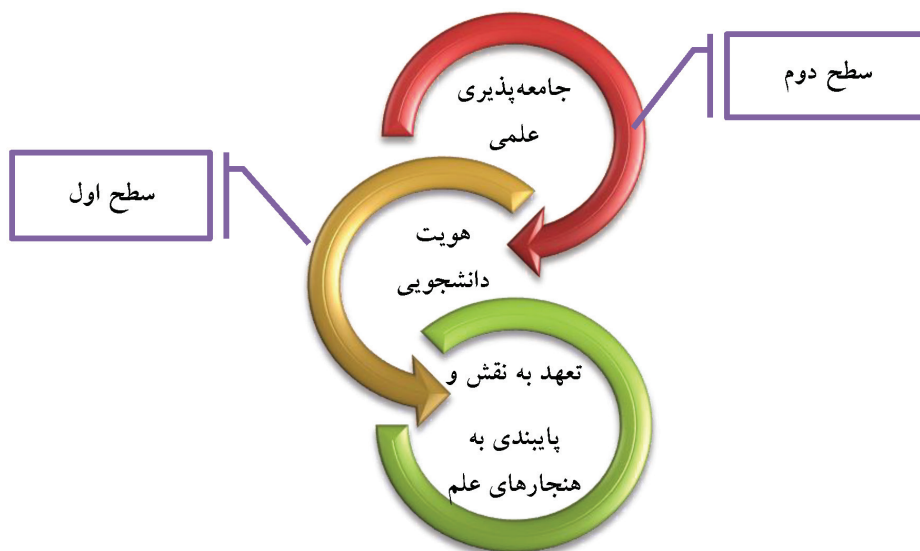 سطح دوم
جامعه‌پذیری
علمی
سطح اول
هویت
دانشجویی
تعهد به نقش و
پایبندی به
هنجارهای علم